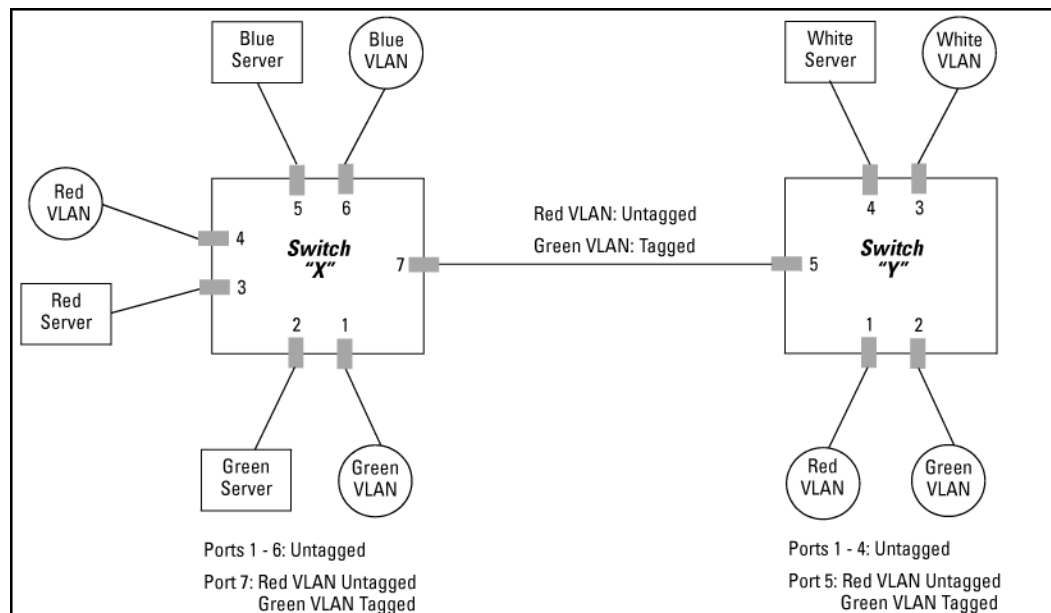 Blue
Server
Blue
VLAN
White
Server
White
VLAN
Red
VLAN
5
6
4
3
4
Switch
"X"
7
Red VLAN: Untagged
Green VLAN: Tagged
5
Switch
"Y"
Red
Server
3
2
1
1
2
Green
Server
Green
VLAN
Red
VLAN
Green
VLAN
Ports 1 - 6: Untagged
Port 7: Red VLAN Untagged
Green VLAN Tagged
Ports 1 - 4: Untagged
Port 5: Red VLAN Untagged
Green VLAN Tagged